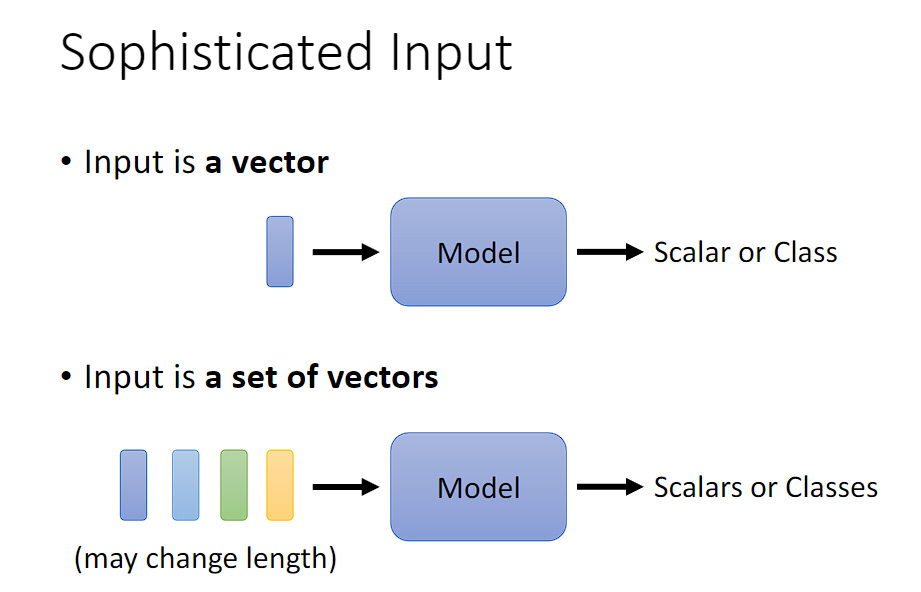 Sophisticated Input
• Input is a vector
Model
Scalar or Class
• Input is a set of vectors
Model
Scalars or Classes
(may change length)